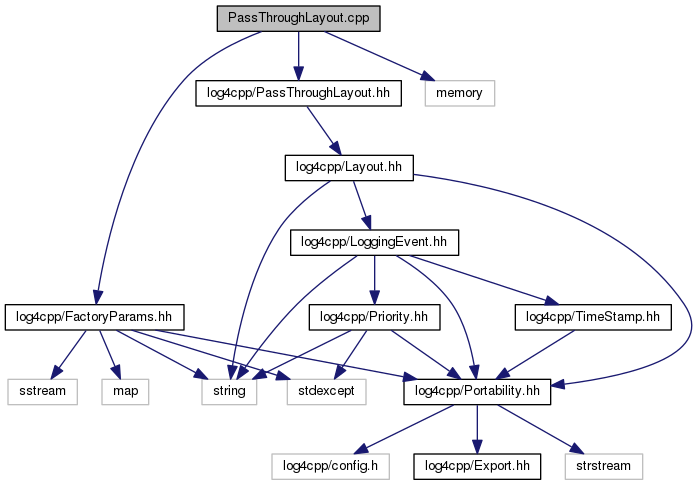 PassThroughLayout.cpp
log4cpp/PassThroughLayout.hh
memory
log4cpp/Layout.hh
log4cpp/LoggingEvent.hh
log4cpp/FactoryParams.hh
log4cpp/Priority.hh
log4cpp/TimeStamp.hh
sstream
map
string
stdexcept
log4cpp/Portability.hh
log4cpp/config.h
log4cpp/Export.hh
strstream